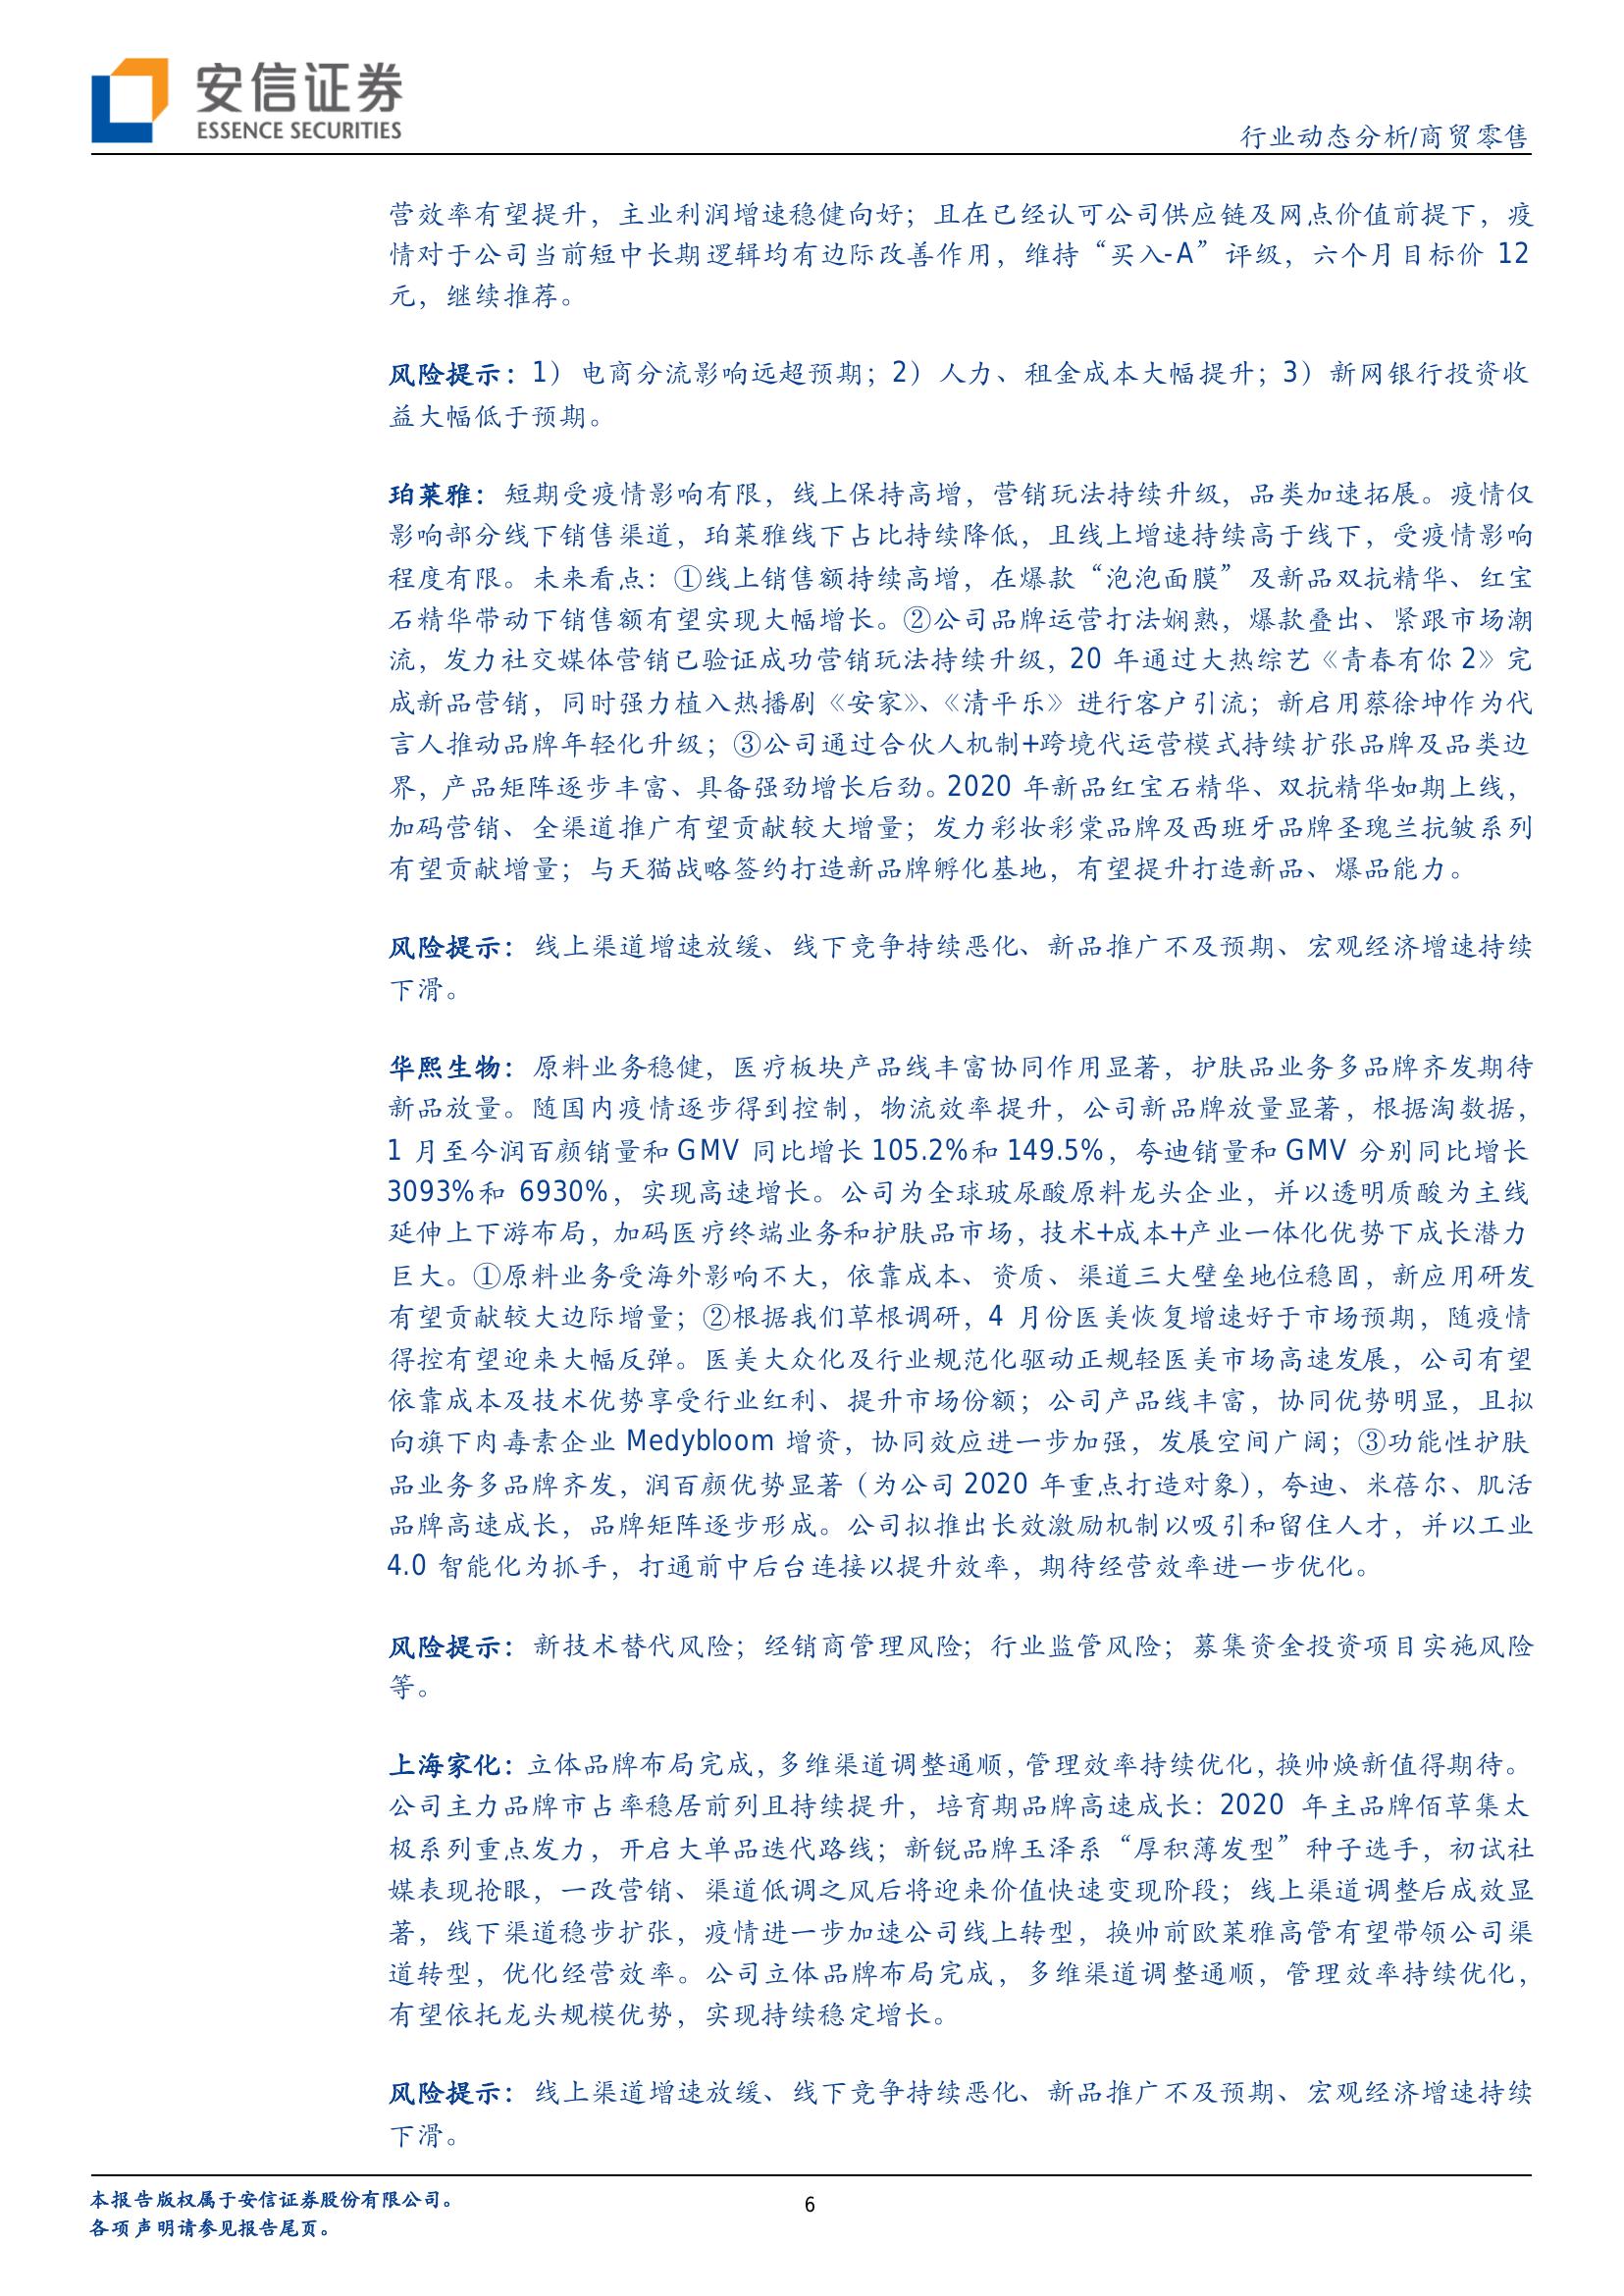 安信证券
ESSENCE SECURITIES
行业动态分析/商贸零售
营效率有望提升，主业利润增速稳健向好；且在已经认可公司供应链及网点价值前提下，疫
情对于公司当前短中长期逻辑均有边际改善作用，维持“买入-A”评级，六个月目标价 12
元，继续推荐。
风险提示：1）电商分流影响远超预期；2）人力、租金成本大幅提升；3）新网银行投资收
益大幅低于预期。
珀莱雅：短期受疫情影响有限，线上保持高增，营销玩法持续升级，品类加速拓展。疫情仅
影响部分线下销售渠道，珀莱雅线下占比持续降低，且线上增速持续高于线下，受疫情影响
程度有限。未来看点：①线上销售额持续高增，在爆款“泡泡面膜”及新品双抗精华、红宝
石精华带动下销售额有望实现大幅增长。②公司品牌运营打法娴熟，爆款叠出、紧跟市场潮
流，发力社交媒体营销已验证成功营销玩法持续升级，20 年通过大热综艺《青春有你 2》完
成新品营销，同时强力植入热播剧《安家》、《清平乐》进行客户引流；新启用蔡徐坤作为代
言人推动品牌年轻化升级；③公司通过合伙人机制+跨境代运营模式持续扩张品牌及品类边
界，产品矩阵逐步丰富、具备强劲增长后劲。2020 年新品红宝石精华、双抗精华如期上线，
加码营销、全渠道推广有望贡献较大增量；发力彩妆彩棠品牌及西班牙品牌圣瑰兰抗皱系列
有望贡献增量；与天猫战略签约打造新品牌孵化基地，有望提升打造新品、爆品能力。
风险提示：线上渠道增速放缓、线下竞争持续恶化、新品推广不及预期、宏观经济增速持续
下滑。
华熙生物：原料业务稳健，医疗板块产品线丰富协同作用显著，护肤品业务多品牌齐发期待
新品放量。随国内疫情逐步得到控制，物流效率提升，公司新品牌放量显著，根据淘数据，
1 月至今润百颜销量和 GMV 同比增长 105.2%和 149.5%，夸迪销量和 GMV 分别同比增长
3093%和 6930%，实现高速增长。公司为全球玻尿酸原料龙头企业，并以透明质酸为主线
延伸上下游布局，加码医疗终端业务和护肤品市场，技术+成本+产业一体化优势下成长潜力
巨大。①原料业务受海外影响不大，依靠成本、资质、渠道三大壁垒地位稳固，新应用研发
有望贡献较大边际增量；②根据我们草根调研，4 月份医美恢复增速好于市场预期，随疫情
得控有望迎来大幅反弹。医美大众化及行业规范化驱动正规轻医美市场高速发展，公司有望
依靠成本及技术优势享受行业红利、提升市场份额；公司产品线丰富，协同优势明显，且拟
向旗下肉毒素企业 Medybloom 增资，协同效应进一步加强，发展空间广阔；③功能性护肤
品业务多品牌齐发，润百颜优势显著（为公司 2020 年重点打造对象），夸迪、米蓓尔、肌活
品牌高速成长，品牌矩阵逐步形成。公司拟推出长效激励机制以吸引和留住人才，并以工业
4.0 智能化为抓手，打通前中后台连接以提升效率，期待经营效率进一步优化。
风险提示：新技术替代风险；经销商管理风险；行业监管风险；募集资金投资项目实施风险
等。
上海家化：立体品牌布局完成，多维渠道调整通顺，管理效率持续优化，换帅焕新值得期待。
公司主力品牌市占率稳居前列且持续提升，培育期品牌高速成长：2020 年主品牌佰草集太
极系列重点发力，开启大单品迭代路线；新锐品牌玉泽系“厚积薄发型”种子选手，初试社
媒表现抢眼，一改营销、渠道低调之风后将迎来价值快速变现阶段；线上渠道调整后成效显
著，线下渠道稳步扩张，疫情进一步加速公司线上转型，换帅前欧莱雅高管有望带领公司渠
道转型，优化经营效率。公司立体品牌布局完成，多维渠道调整通顺，管理效率持续优化，
有望依托龙头规模优势，实现持续稳定增长。
风险提示：线上渠道增速放缓、线下竞争持续恶化、新品推广不及预期、宏观经济增速持续
下滑。
本报告版权属于安信证券股份有限公司。
各项声明请参见报告尾页。
6